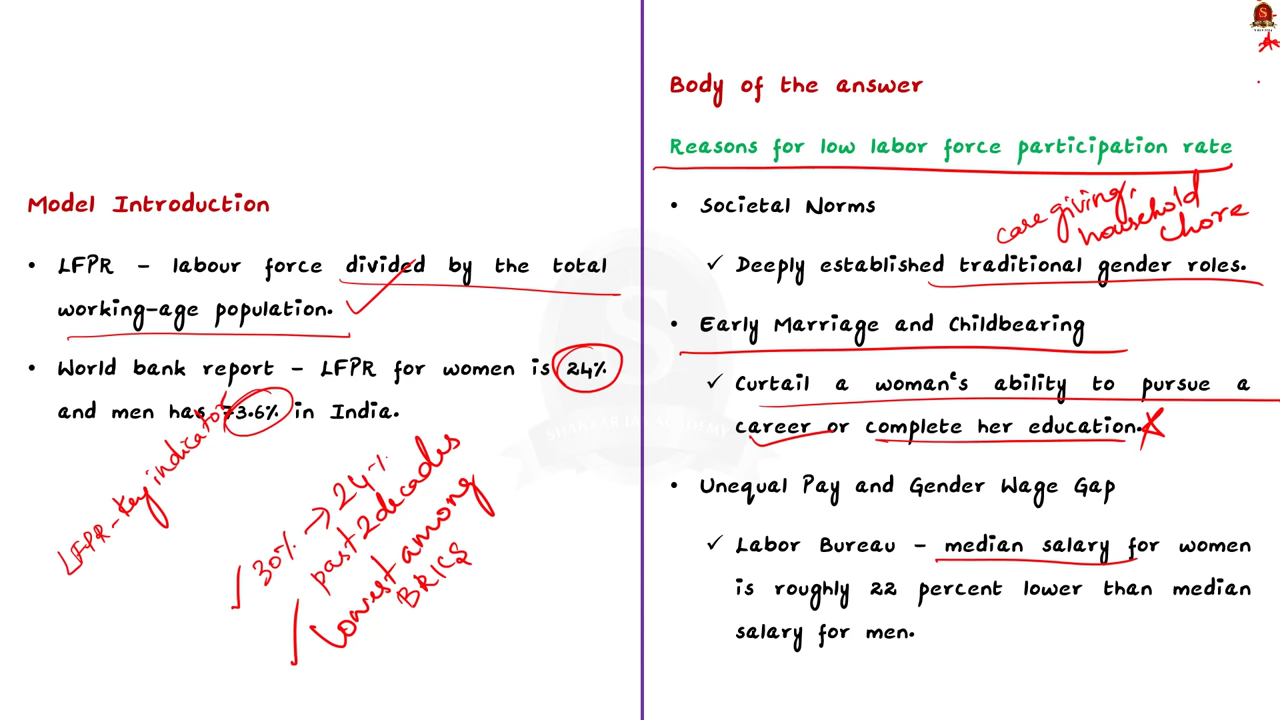 Model Introduction
• LFPR – labour force divided by the total
working-age population.
• World bank report – LFPR for women is 24%
and men has 73.6% in India.
LFPR - Key indicator
30% → 24%
past 2 decades
Lowest among
BRICS
Body of the answer
Reasons for low labor force participation rate
• Societal Norms
care giving,
household
chore
✓ Deeply established traditional gender roles.
• Early Marriage and Childbearing
✓ Curtail a woman's ability to pursue a
career or complete her education.
• Unequal Pay and Gender Wage Gap
✓ Labor Bureau – median salary for women
is roughly 22 percent lower than median
salary for men.
SHANKAR IAS ACADEMY